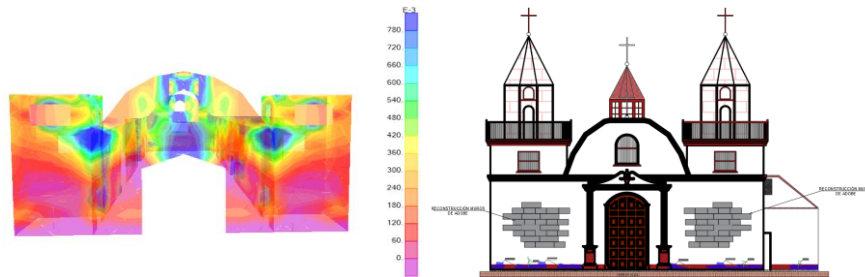 E-3
780.
720.
660.
600.
540.
480.
420.
360.
300.
240.
180.
120.
60.
0.
RECONSTRUCCIÓN MUROS
DE ADOBE
RECONSTRUCCIÓN MU
DE ADOBE